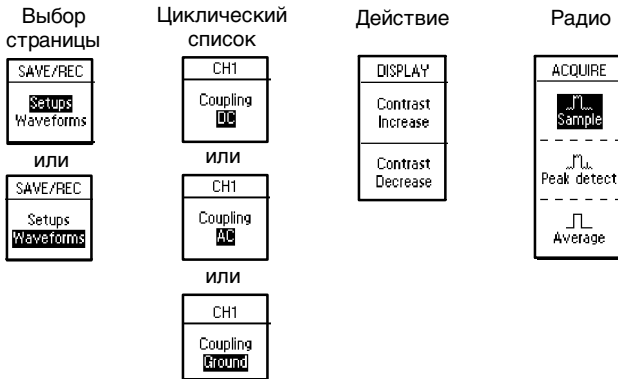 Выбор
страницы
SAVE/REC
Setups
Waveforms
или
SAVE/REC
Setups
Waveforms
Циклический
список
CH1
Coupling
DC
или
CH1
Coupling
AC
или
CH1
Coupling
Ground
Действие
DISPLAY
Contrast
Increase
Contrast
Decrease
Радио
ACQUIRE
Sample
Peak detect
Average